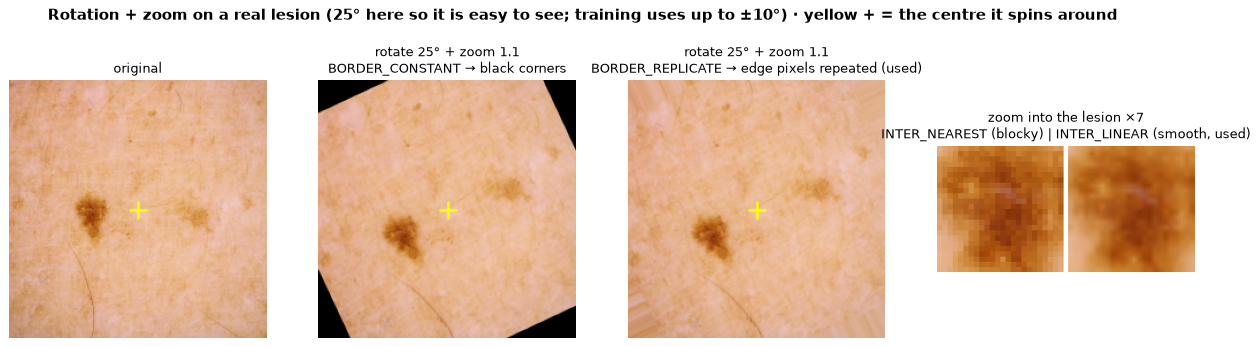 Rotation + zoom on a real lesion (25° here so it is easy to see; training uses up to ±10°) · yellow + = the centre it spins around
original
rotate 25° + zoom 1.1
BORDER_CONSTANT → black corners
rotate 25° + zoom 1.1
BORDER_REPLICATE → edge pixels repeated (used)
zoom into the lesion ×7
INTER_NEAREST (blocky) | INTER_LINEAR (smooth, used)